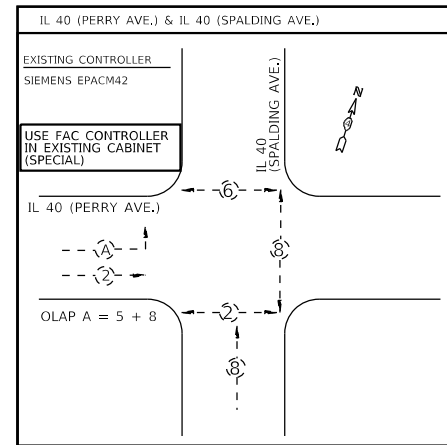 IL 40 (PERRY AVE.) & IL 40 (SPALDING AVE.)
EXISTING CONTROLLER
SIEMENS EPACM42
USE FAC CONTROLLER
IN EXISTING CABINET
(SPECIAL)
IL 40
(SPALDING AVE.)
N
IL 40 (PERRY AVE.)
6
A
8
2
OLAP A = 5 + 8
2
8